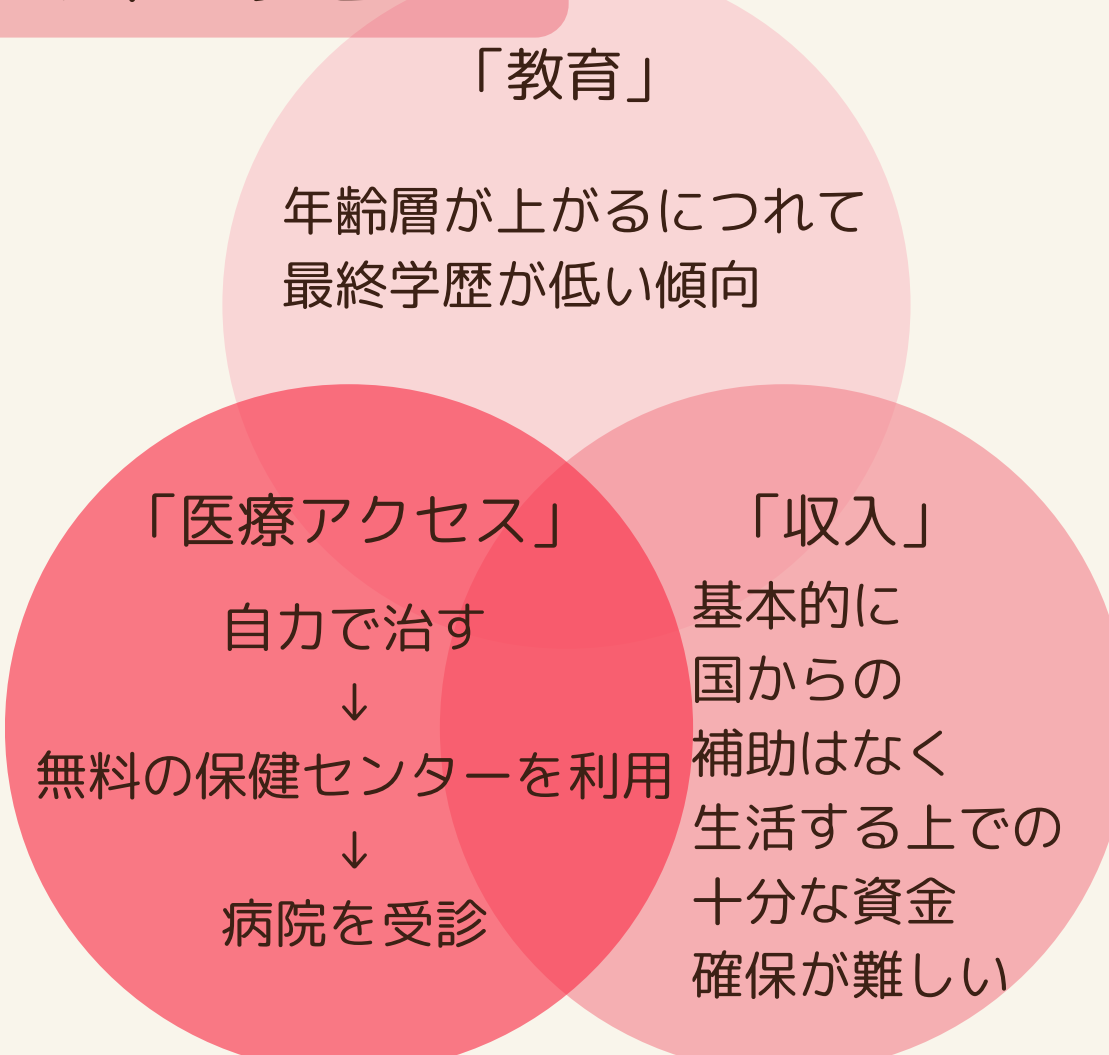 「教育」
年齢層が上がるにつれて
最終学歴が低い傾向
「医療アクセス」
自力で治す
↓
無料の保健センターを利用
↓
病院を受診
「収入」
基本的に
国からの
補助はなく
生活する上での
十分な資金
確保が難しい